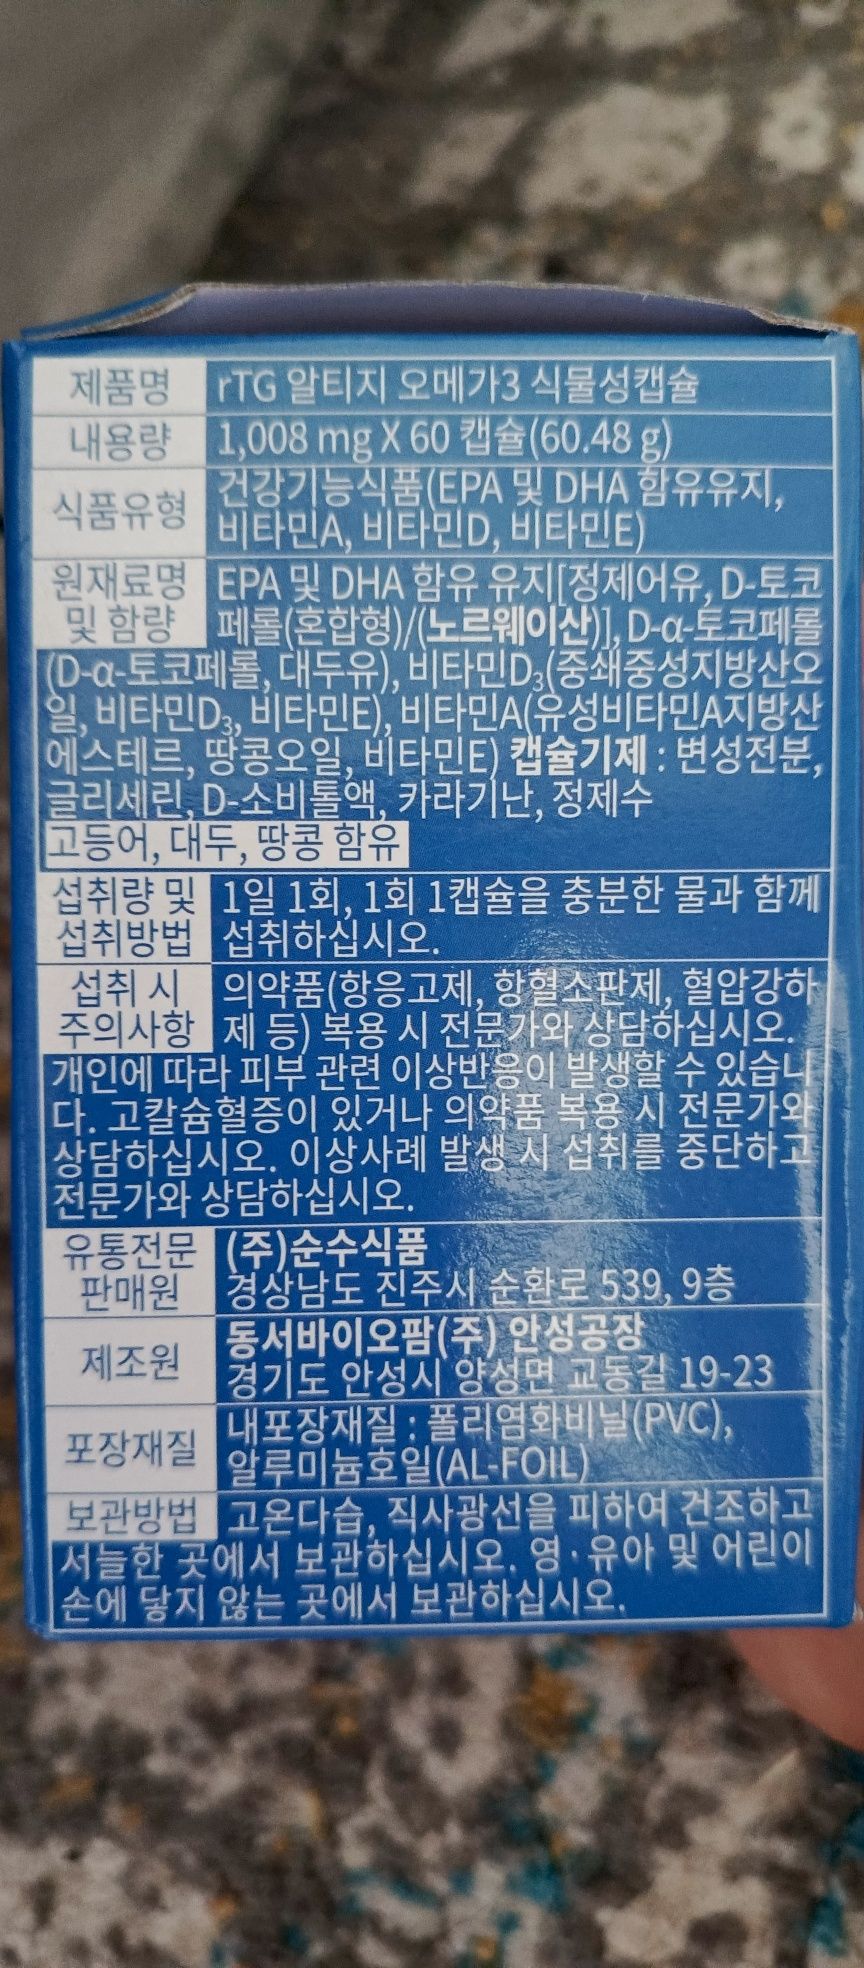 제품명 rTG 알티지 오메가3 식물성캡슐
내용량 1,008 mg X 60 캡슐(60.48 g)
식품유형 건강기능식품(EPA 및 DHA 함유유지,
비타민A, 비타민D, 비타민E)
원재료명 EPA 및 DHA 함유 유지[정제어유, D-토코
및 함량 페롤(혼합형)/(노르웨이산)], D-α-토코페롤
(D-α-토코페롤, 대두유), 비타민D₃(중쇄중성지방산오
일, 비타민D₃, 비타민E), 비타민A(유성비타민A지방산
에스테르, 땅콩오일, 비타민E) 캡슐기제 : 변성전분,
글리세린, D-소비톨액, 카라기난, 정제수
고등어, 대두, 땅콩 함유
섭취량 및 1일 1회, 1회 1캡슐을 충분한 물과 함께
섭취방법 섭취하십시오.
섭취 시 의약품(항응고제, 항혈소판제, 혈압강하
주의사항 제 등) 복용 시 전문가와 상담하십시오.
개인에 따라 피부 관련 이상반응이 발생할 수 있습니
다. 고칼슘혈증이 있거나 의약품 복용 시 전문가와
상담하십시오. 이상사례 발생 시 섭취를 중단하고
전문가와 상담하십시오.
유통전문 (주)순수식품
판매원 경상남도 진주시 순환로 539, 9층
제조원 동서바이오팜(주) 안성공장
경기도 안성시 양성면 교동길 19-23
포장재질 내포장재질 : 폴리염화비닐(PVC),
알루미늄호일(AL-FOIL)
보관방법 고온다습, 직사광선을 피하여 건조하고
서늘한 곳에서 보관하십시오. 영·유아 및 어린이
손에 닿지 않는 곳에서 보관하십시오.